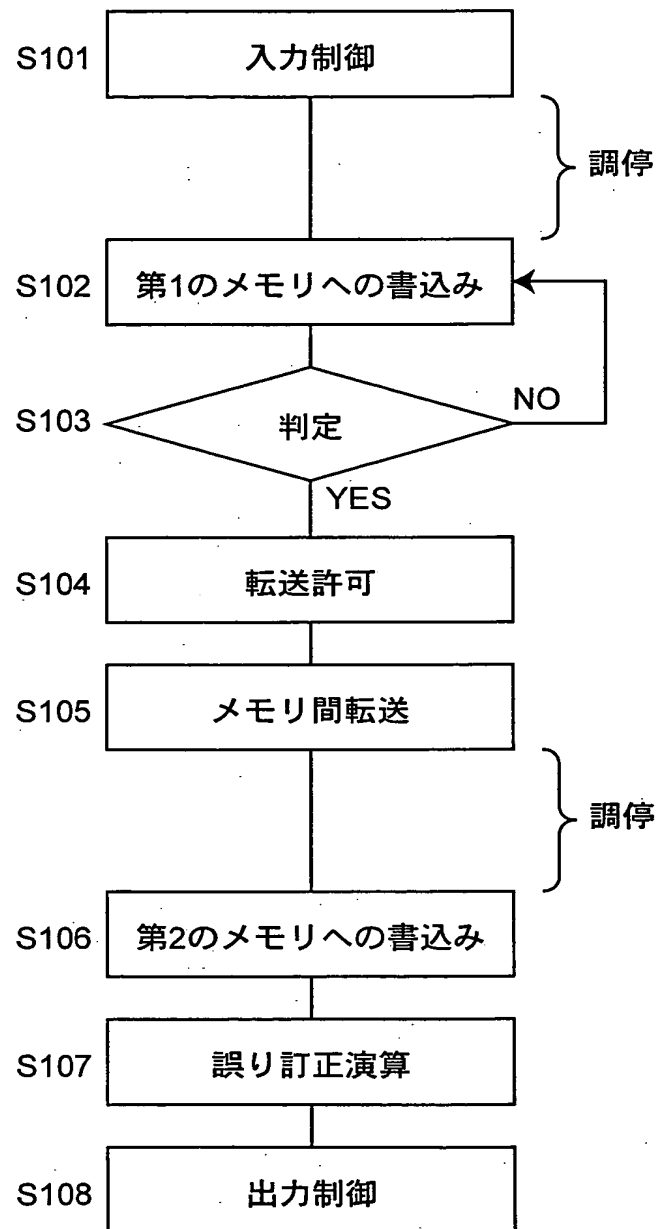 S101 入力制御
調停
S102 第1のメモリへの書込み
S103 判定 NO
YES
S104 転送許可
S105 メモリ間転送
調停
S106 第2のメモリへの書込み
S107 誤り訂正演算
S108 出力制御